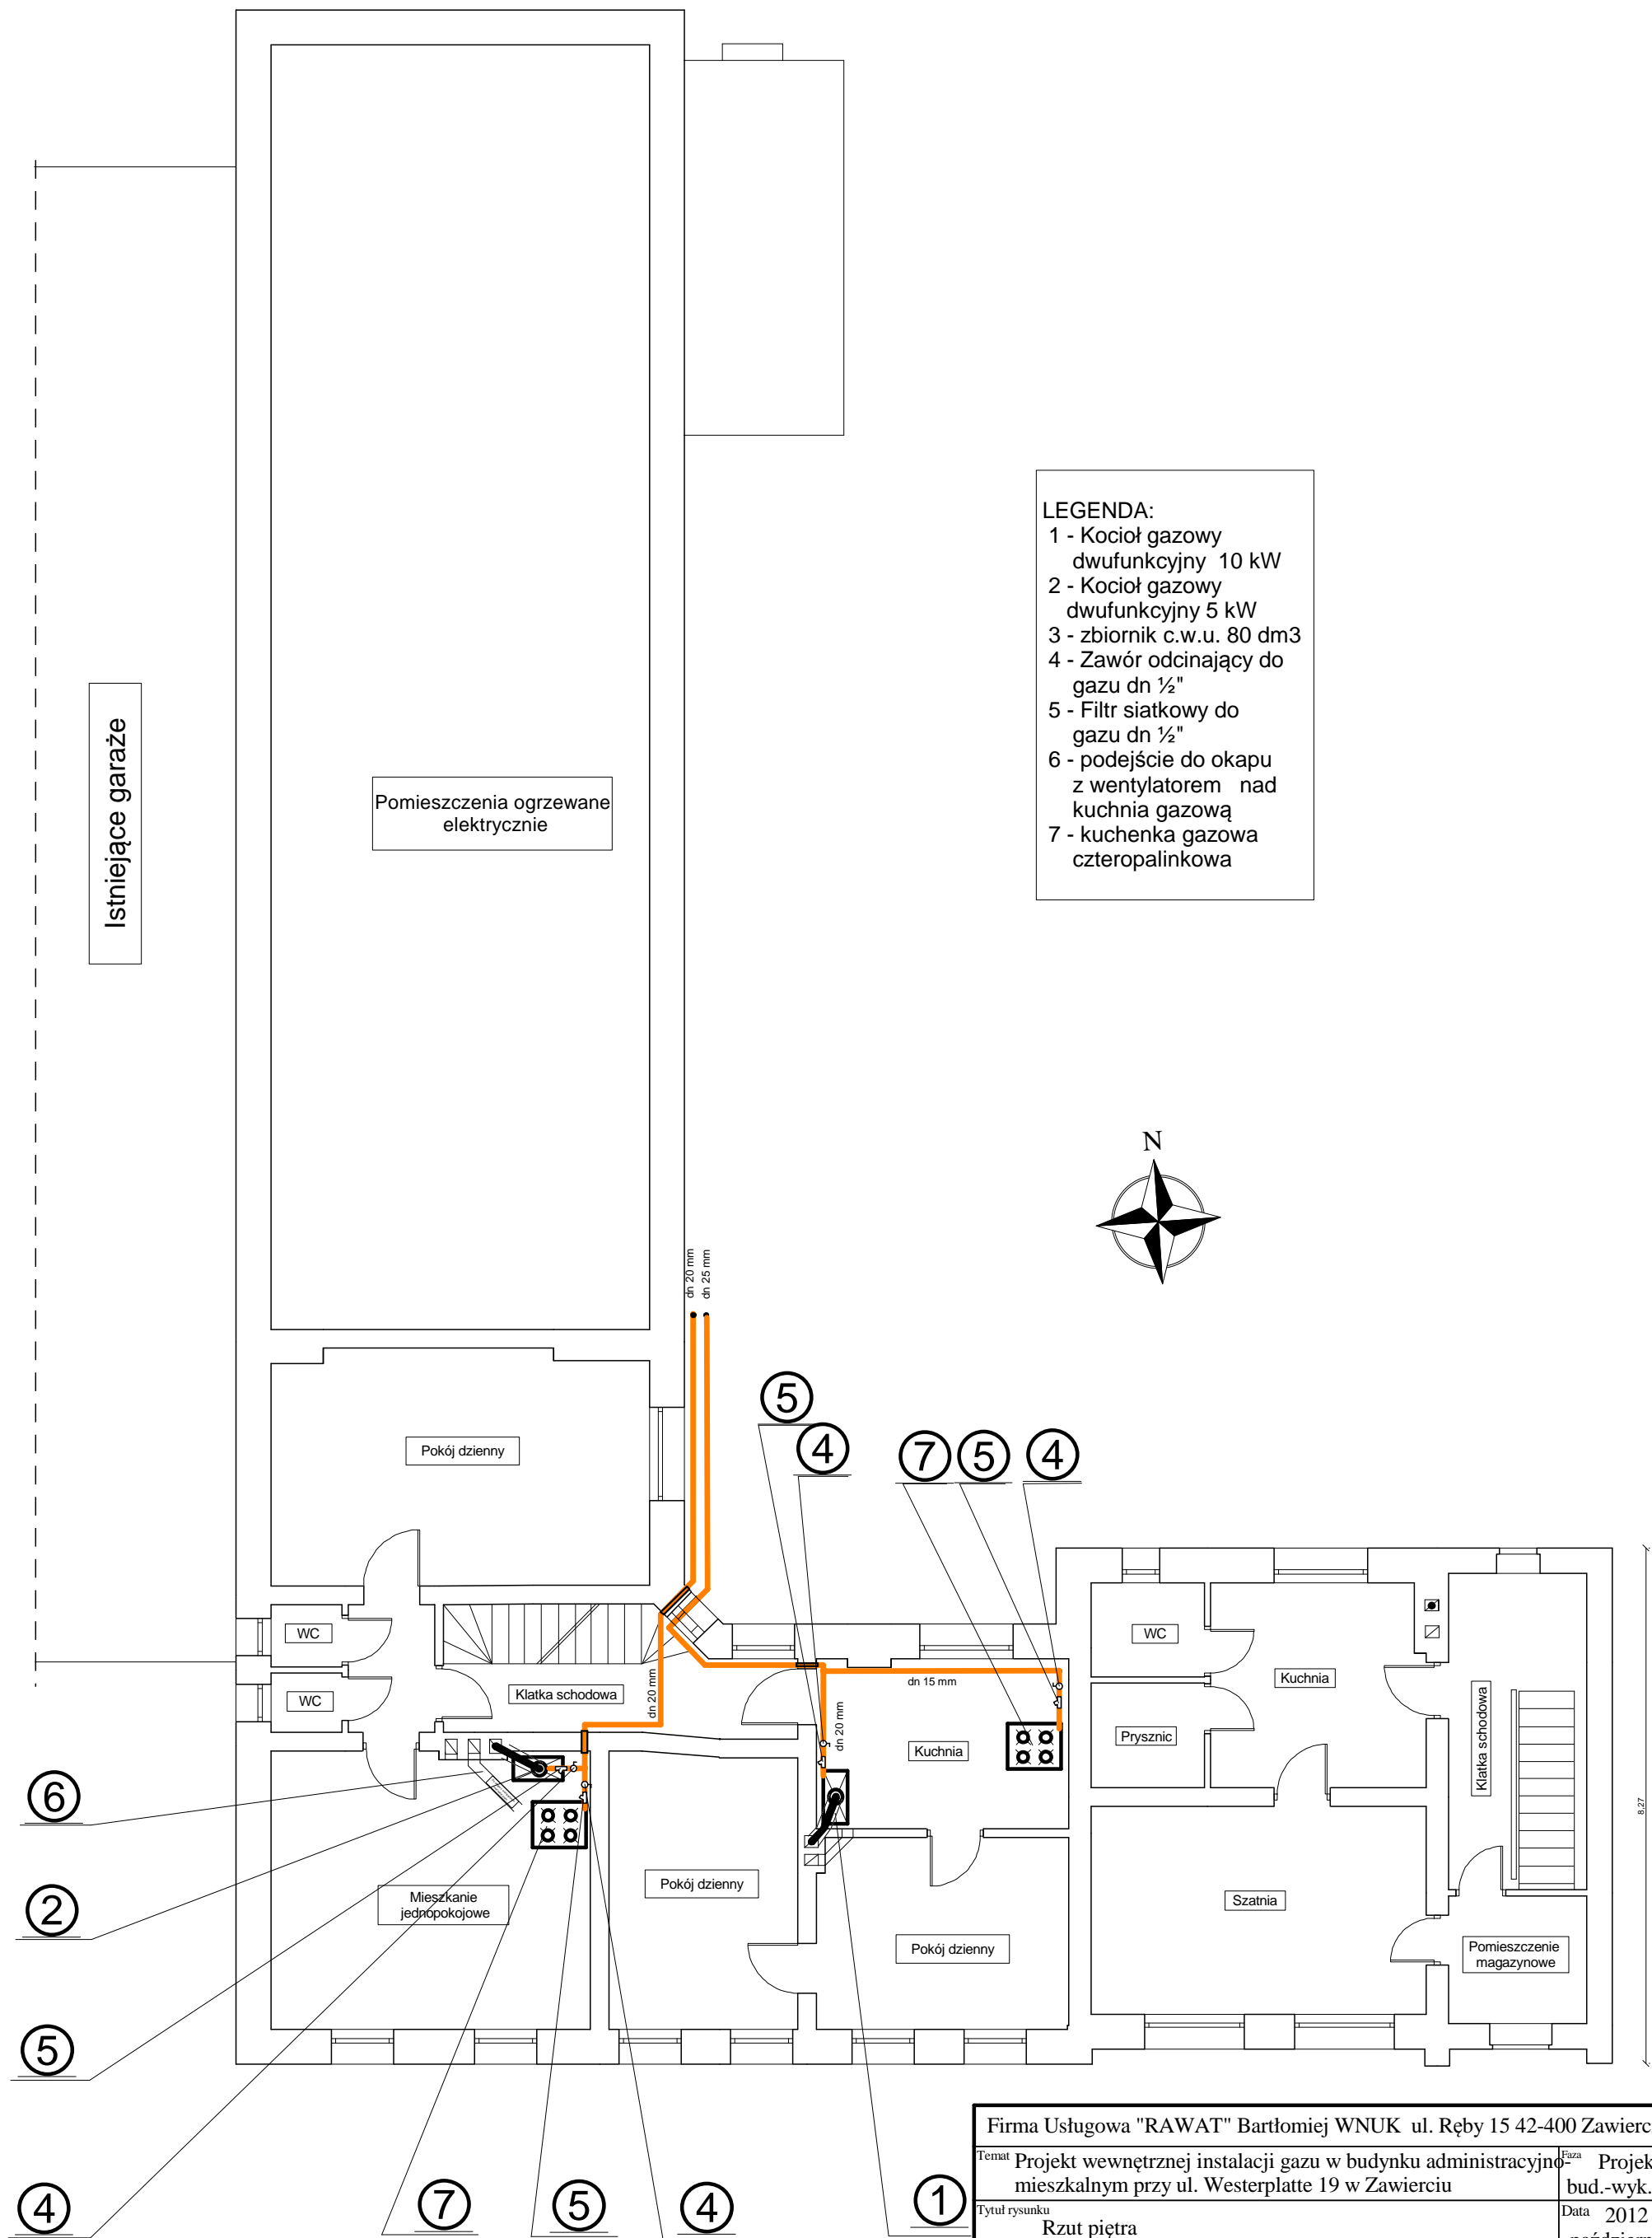 LEGENDA:
1 - Kocioł gazowy
dwufunkcyjny 10 kW
2 - Kocioł gazowy
dwufunkcyjny 5 kW
3 - zbiornik c.w.u. 80 dm3
4 - Zawór odcinający do
gazu dn ½"
5 - Filtr siatkowy do
gazu dn ½"
6 - podejście do okapu
z wentylatorem nad
kuchnia gazową
7 - kuchenka gazowa
czteropalinkowa
Istniejące garaże
Pomieszczenia ogrzewane
elektrycznie
N
dn 20 mm
dn 25 mm
5
4
7
5
4
Pokój dzienny
WC
WC
Klatka schodowa
dn 20 mm
dn 15 mm
dn 20 mm
Kuchnia
WC
Kuchnia
Prysznic
Klatka schodowa
8,27
6
2
5
4
Mieszkanie
jednopokojowe
Pokój dzienny
Pokój dzienny
Szatnia
Pomieszczenie
magazynowe
7
5
4
1
Firma Usługowa "RAWAT" Bartłomiej WNUK ul. Ręby 15 42-400 Zawierc
Temat Projekt wewnętrznej instalacji gazu w budynku administracyjno-
mieszkalnym przy ul. Westerplatte 19 w Zawierciu
Faza Projek
bud.-wyk.
Tytuł rysunku
Rzut piętra
Data 2012